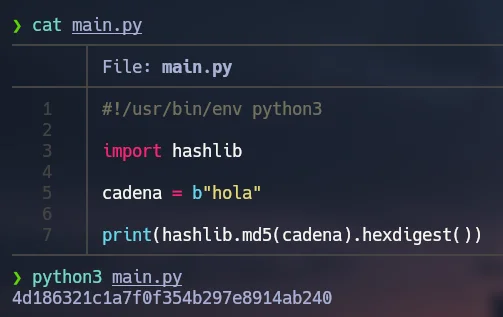 ❯ cat main.py
File: main.py
1 #!/usr/bin/env python3
2
3 import hashlib
4
5 cadena = b"hola"
6
7 print(hashlib.md5(cadena).hexdigest())
❯ python3 main.py
4d186321c1a7f0f354b297e8914ab240